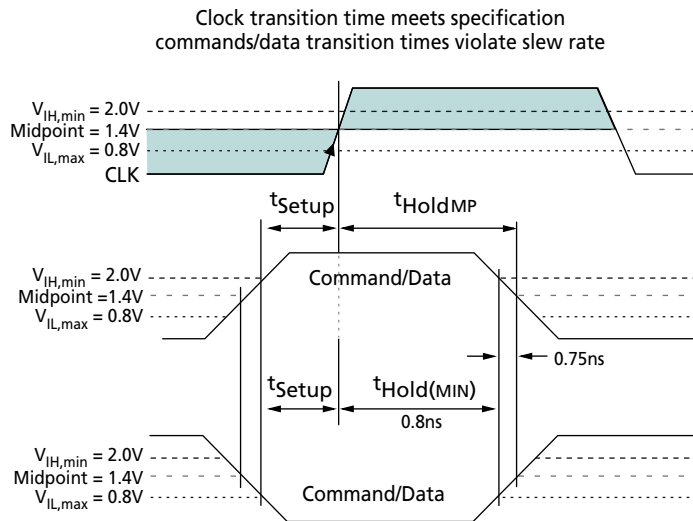 Clock transition time meets specification
commands/data transition times violate slew rate
VIH,min = 2.0V
Midpoint = 1.4V
VIL,max = 0.8V
CLK
tSetup
tHoldMP
VIH,min = 2.0V
Midpoint =1.4V
VIL,max = 0.8V
Command/Data
0.75ns
tSetup
tHold(MIN)
0.8ns
VIH,min = 2.0V
Midpoint = 1.4V
VIL,max = 0.8V
Command/Data